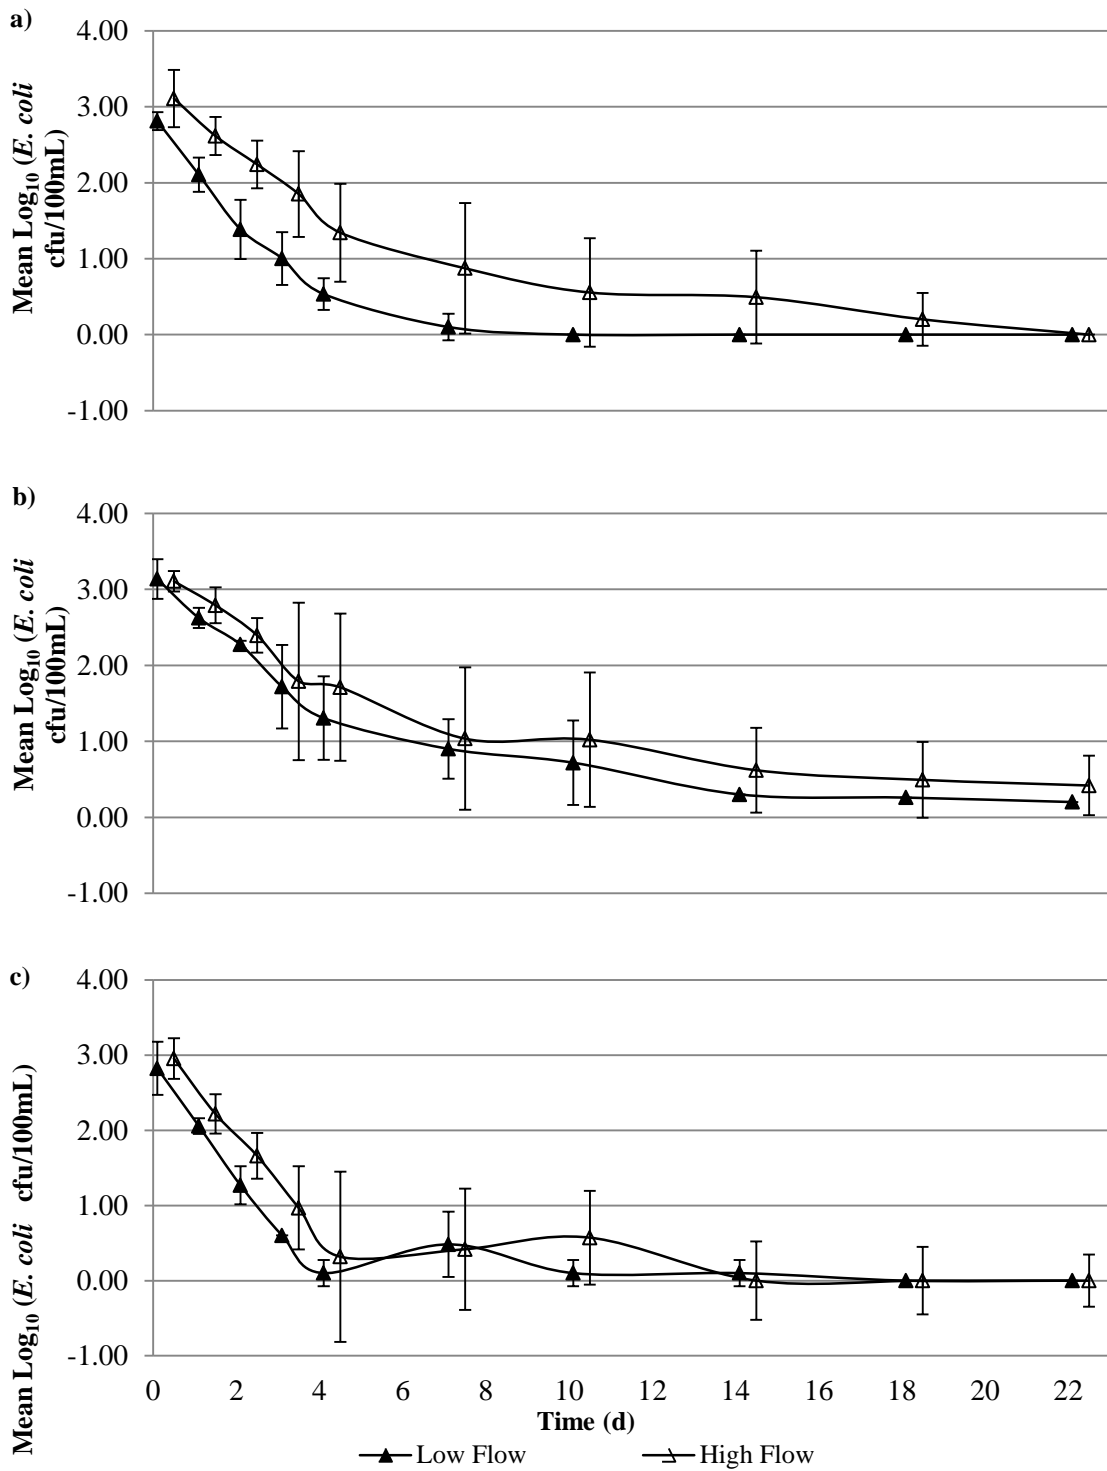 a)
Mean Log10 (E. coli
cfu/100mL)
4.00
3.00
2.00
1.00
0.00
-1.00
b)
Mean Log10 (E. coli
cfu/100mL)
4.00
3.00
2.00
1.00
0.00
-1.00
c)
Mean Log10 (E. coli cfu/100mL)
4.00
3.00
2.00
1.00
0.00
-1.00
0 2 4 6 8 10 12 14 16 18 20 22
Time (d)
Low Flow High Flow